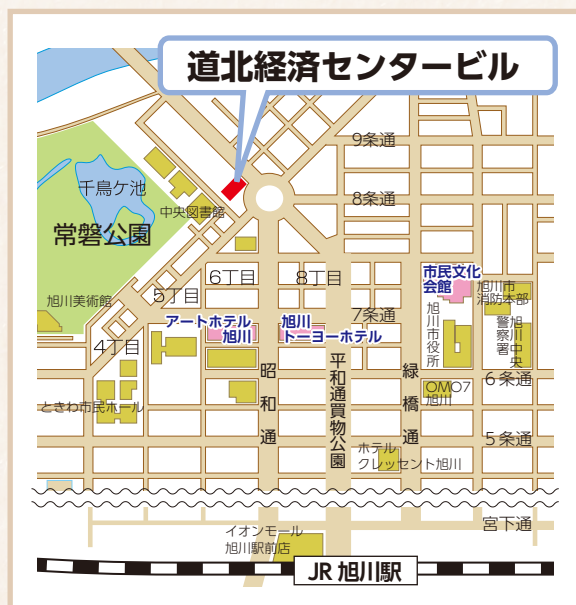 道北経済センタービル
9条通
千鳥ケ池
8条通
中央図書館
常磐公園
6丁目
8丁目
市民文化
会館
旭川市
消防本部
5丁目
旭川美術館
7条通
アートホテル
旭川
旭川
トーヨーホテル
旭川市役所
旭川中央
警察署
4丁目
昭和通
平和通買物公園
緑橋通
6条通
OMO7
旭川
ときわ市民ホール
5条通
ホテル
クレッセント旭川
宮下通
イオンモール
旭川駅前店
JR 旭川駅